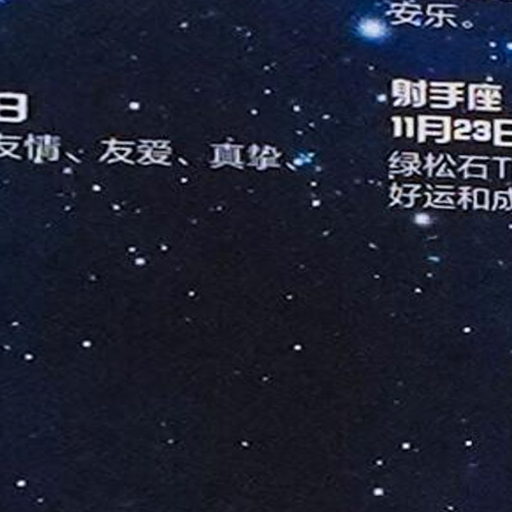 安乐。
日
友情、友爱、真挚、
射手座
11月23日
绿松石T
好运和成